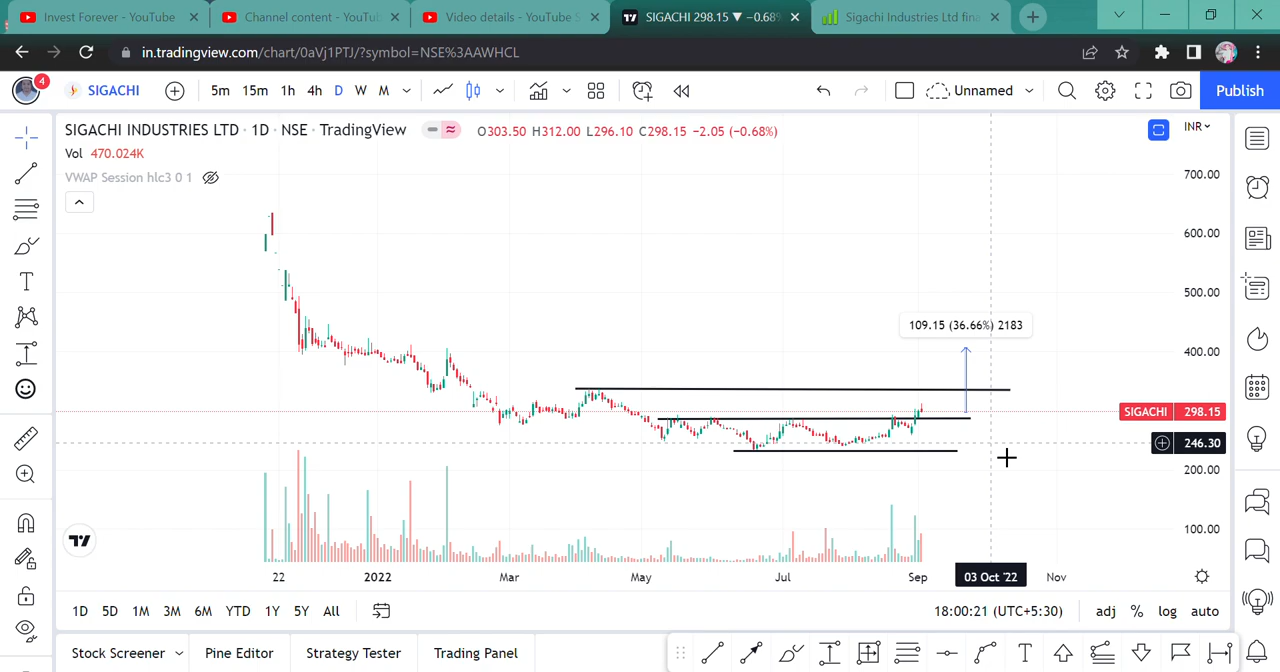 Invest Forever - YouTube
Channel content - YouTu
Video details - YouTube S
SIGACHI 298.15 ▼ −0.68%
Sigachi Industries Ltd fina
in.tradingview.com/chart/0aVj1PTJ/?symbol=NSE%3AAWHCL
4
SIGACHI
5m 15m 1h 4h D W M
Unnamed
Publish
SIGACHI INDUSTRIES LTD · 1D · NSE · TradingView
O303.50 H312.00 L296.10 C298.15 −2.05 (−0.68%)
INR
Vol 470.024K
VWAP Session hlc3 0 1
700.00
600.00
500.00
109.15 (36.66%) 2183
400.00
SIGACHI 298.15
246.30
200.00
100.00
22 2022 Mar May Jul Sep 03 Oct '22 Nov
1D 5D 1M 3M 6M YTD 1Y 5Y All
18:00:21 (UTC+5:30) adj % log auto
Stock Screener Pine Editor Strategy Tester Trading Panel